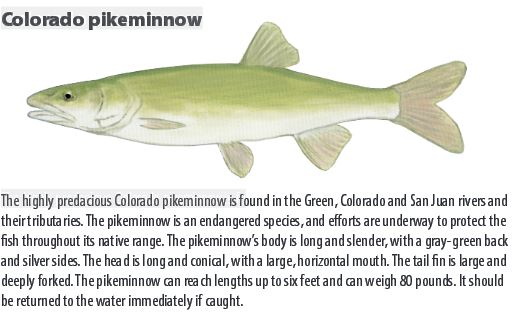 Colorado pikeminnow
The highly predacious Colorado pikeminnow is found in the Green, Colorado and San Juan rivers and
their tributaries. The pikeminnow is an endangered species, and efforts are underway to protect the
fish throughout its native range. The pikeminnow's body is long and slender, with a gray-green back
and silver sides. The head is long and conical, with a large, horizontal mouth. The tail fin is large and
deeply forked. The pikeminnow can reach lengths up to six feet and can weigh 80 pounds. It should
be returned to the water immediately if caught.